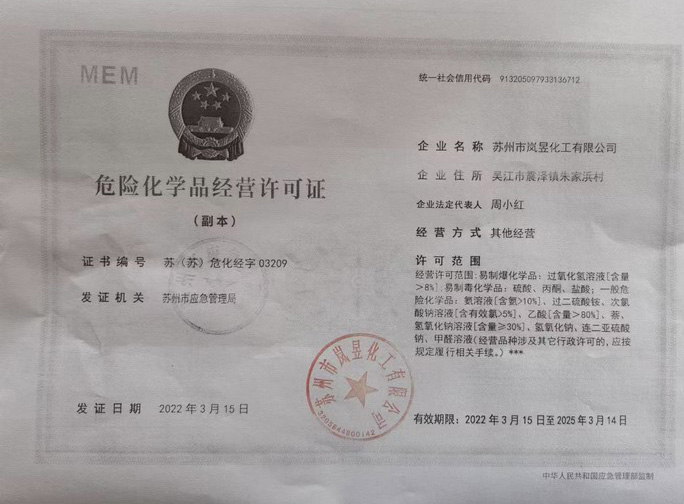 MEM
危险化学品经营许可证
（副本）
证书编号 苏（苏）危化经字03209
发证机关 苏州市应急管理局
发证日期 2022年3月15日
统一社会信用代码 913205097933136712
企业名称 苏州市岚昱化工有限公司
企业住所 吴江市震泽镇朱家浜村
企业法定代表人 周小红
经营方式 其他经营
许可范围
经营许可范围:易制爆化学品：过氧化氢溶液[含量
>8%].易制毒化学品：硫酸、丙酮、盐酸；一般危
险化学品：氨溶液[含氨>10%]、过二硫酸铵、次氯
酸钠溶液[含有效氯>5%]、乙酸[含量>80%]、萘、
氢氧化钠溶液[含量≥30%]、氢氧化钠、连二亚硫酸
钠、甲醛溶液(经营品种涉及其它行政许可的，应按
规定履行相关手续。）***
有效期限：2022年3月15日至2025年3月14日
苏州市岚昱化工有限公司
中华人民共和国应急管理部监制